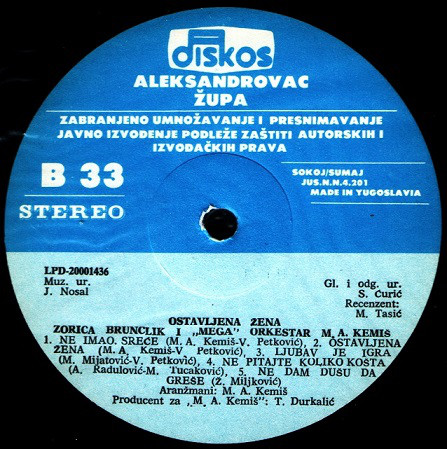 diskos
ALEKSANDROVAC
ŽUPA
ZABRANJENO UMNOŽAVANJE I PRESNIMAVANJE
JAVNO IZVOĐENJE PODLEŽE ZAŠTITI AUTORSKIH I
IZVOĐAČKIH PRAVA
B 33
STEREO
SOKOJ/SUMAJ
JUS.N.N.4.201
MADE IN YUGOSLAVIA
LPD-20001436
Muz. ur.
J. Nosal
Gl. i odg. ur.
S. Ćurić
Recenzent:
M. Tasić
OSTAVLJENA ŽENA
ZORICA BRUNCLIK I „MEGA” ORKESTAR M. A. KEMIS
1. NE IMAO SREĆE (M. A. Kemiš-V. Petković), 2. OSTAVLJENA
ŽENA (M. A. Kemiš-V Petković), 3. LJUBAV JE IGRA
(M. Mijatović-V. Petković), 4. NE PITAJTE KOLIKO KOŠTA
(A. Radulović-M. Tucaković), 5. NE DAM DUŠU DA
GREŠE (Ž. Miljković)
Aranžmani: M. A. Kemiš
Producent za „M. A. Kemiš”: T. Durkalić